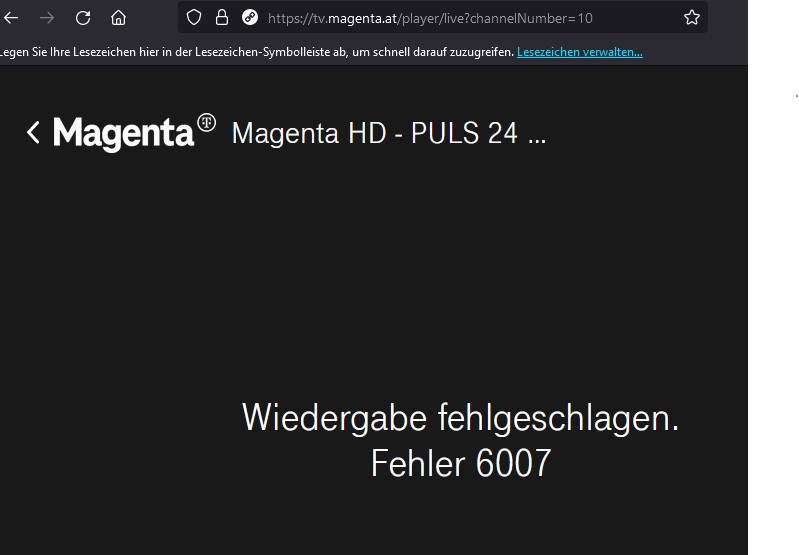 https://tv.magenta.at/player/live?channelNumber=10
Legen Sie Ihre Lesezeichen hier in der Lesezeichen-Symbolleiste ab, um schnell darauf zuzugreifen. Lesezeichen verwalten...
Magenta T Magenta HD - PULS 24 ...
Wiedergabe fehlgeschlagen.
Fehler 6007